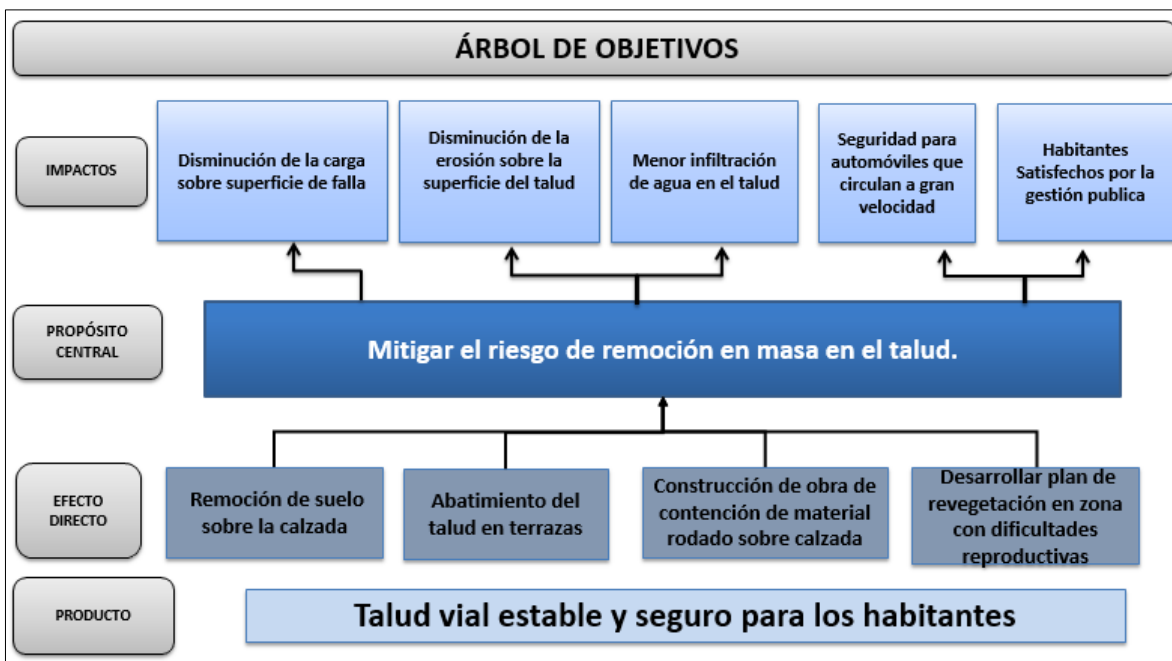 ÁRBOL DE OBJETIVOS
IMPACTOS
Disminución de la carga
sobre superficie de falla
Disminución de la
erosión sobre la
superficie del talud
Menor infiltración
de agua en el talud
Seguridad para
automóviles que
circulan a gran
velocidad
Habitantes
Satisfechos por la
gestión publica
PROPÓSITO
CENTRAL
Mitigar el riesgo de remoción en masa en el talud.
EFECTO
DIRECTO
Remoción de suelo
sobre la calzada
Abatimiento del
talud en terrazas
Construcción de obra de
contención de material
rodado sobre calzada
Desarrollar plan de
revegetación en zona
con dificultades
reproductivas
PRODUCTO
Talud vial estable y seguro para los habitantes